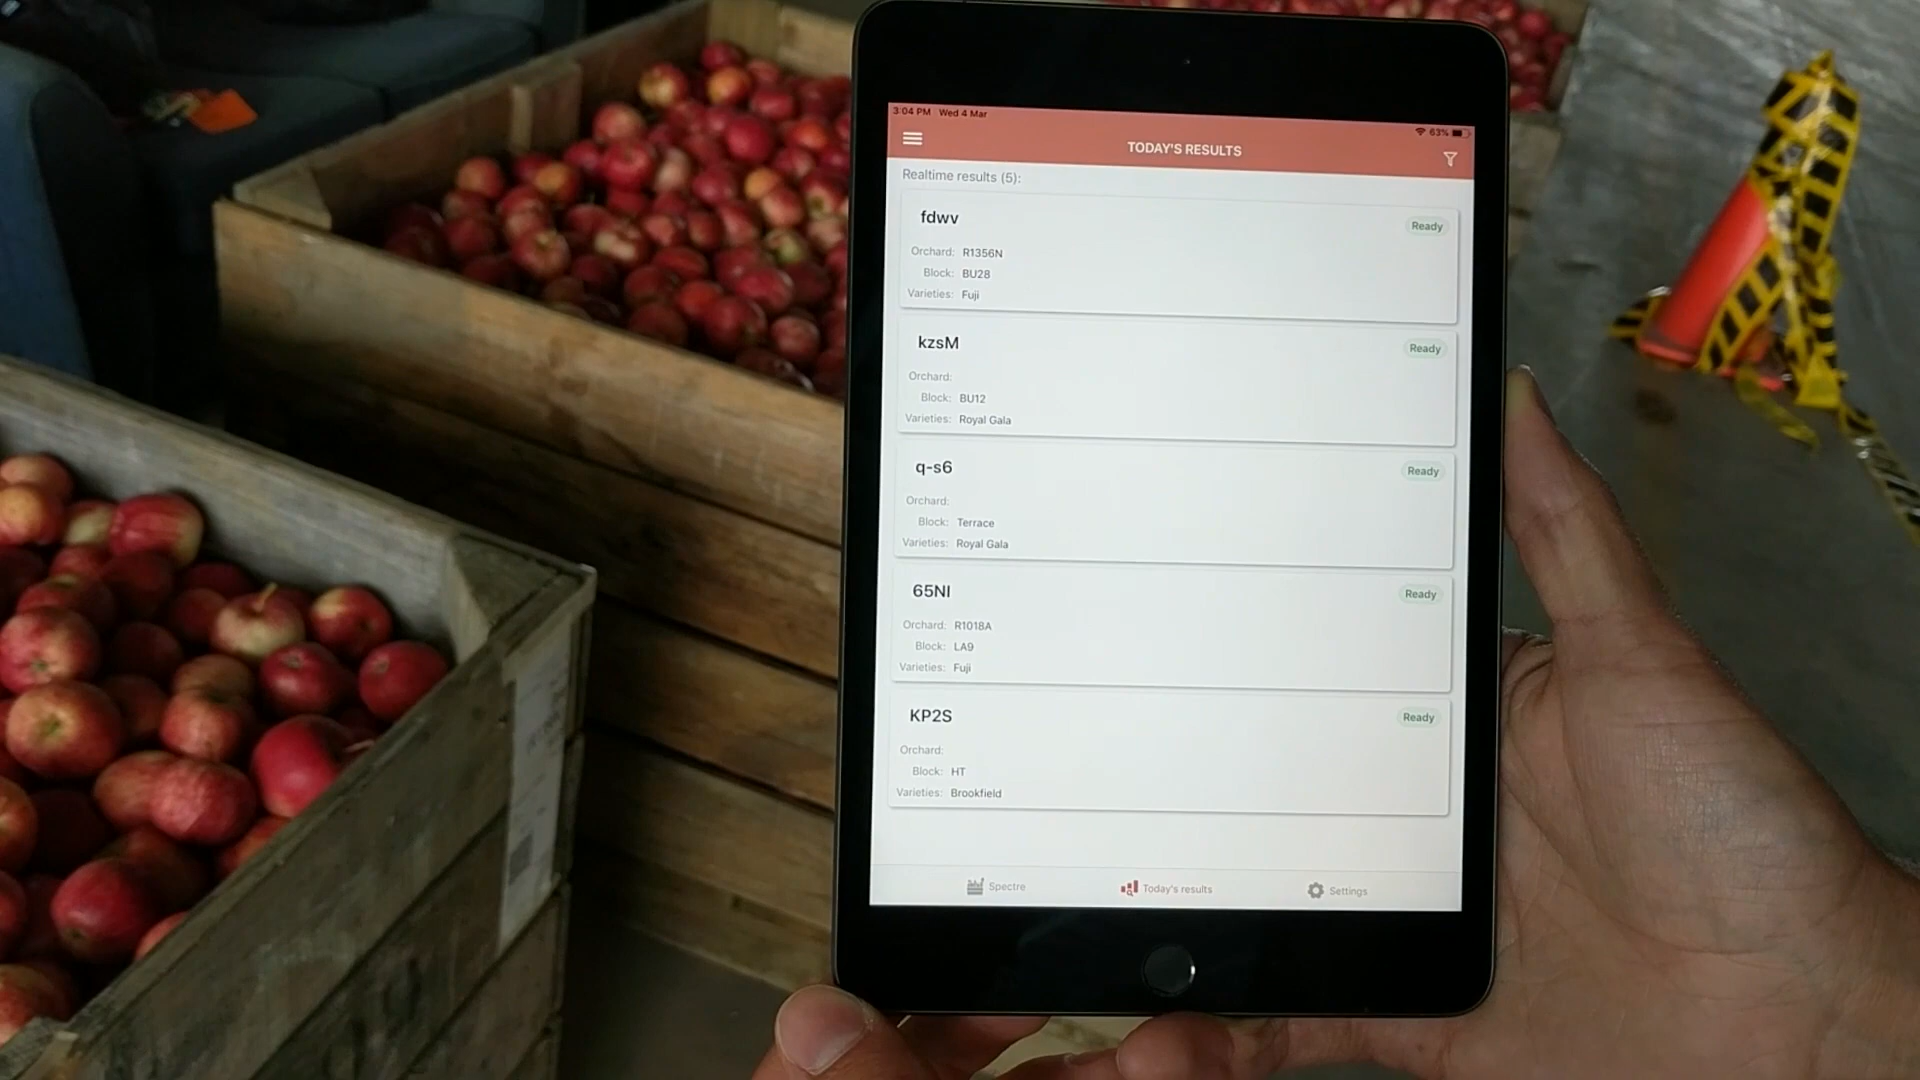 3:04 PM Wed 4 Mar
63%
TODAY'S RESULTS
Realtime results (5):
fdwv
Ready
Orchard: R1356N
Block: BU28
Varieties: Fuji
kzsM
Ready
Orchard:
Block: BU12
Varieties: Royal Gala
q-s6
Ready
Orchard:
Block: Terrace
Varieties: Royal Gala
65NI
Ready
Orchard: R1018A
Block: LA9
Varieties: Fuji
KP2S
Ready
Orchard:
Block: HT
Varieties: Brookfield
Spectre
Today's results
Settings